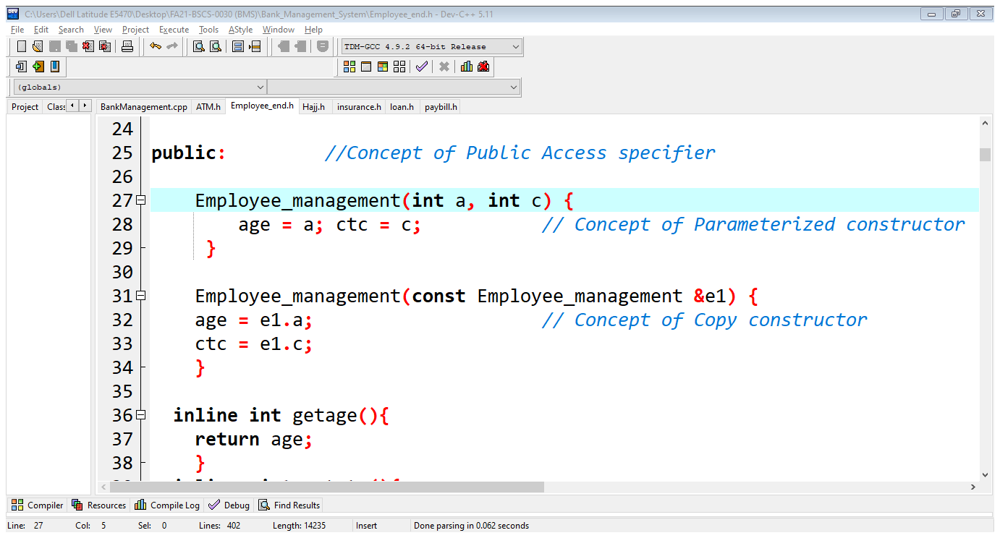 C:\Users\Dell Latitude E5470\Desktop\FA21-BSCS-0030 (BMS)\Bank_Management_System\Employee_end.h - Dev-C++ 5.11
File Edit Search View Project Execute Tools AStyle Window Help
TDM-GCC 4.9.2 64-bit Release
(globals)
Project Class BankManagement.cpp ATM.h Employee_end.h Hajj.h insurance.h loan.h paybill.h
24
25 public: //Concept of Public Access specifier
26
27 Employee_management(int a, int c) {
28 age = a; ctc = c; // Concept of Parameterized constructor
29 }
30
31 Employee_management(const Employee_management &e1) {
32 age = e1.a; // Concept of Copy constructor
33 ctc = e1.c;
34 }
35
36 inline int getage(){
37 return age;
38 }
Compiler Resources Compile Log Debug Find Results
Line: 27 Col: 5 Sel: 0 Lines: 402 Length: 14235 Insert Done parsing in 0.062 seconds